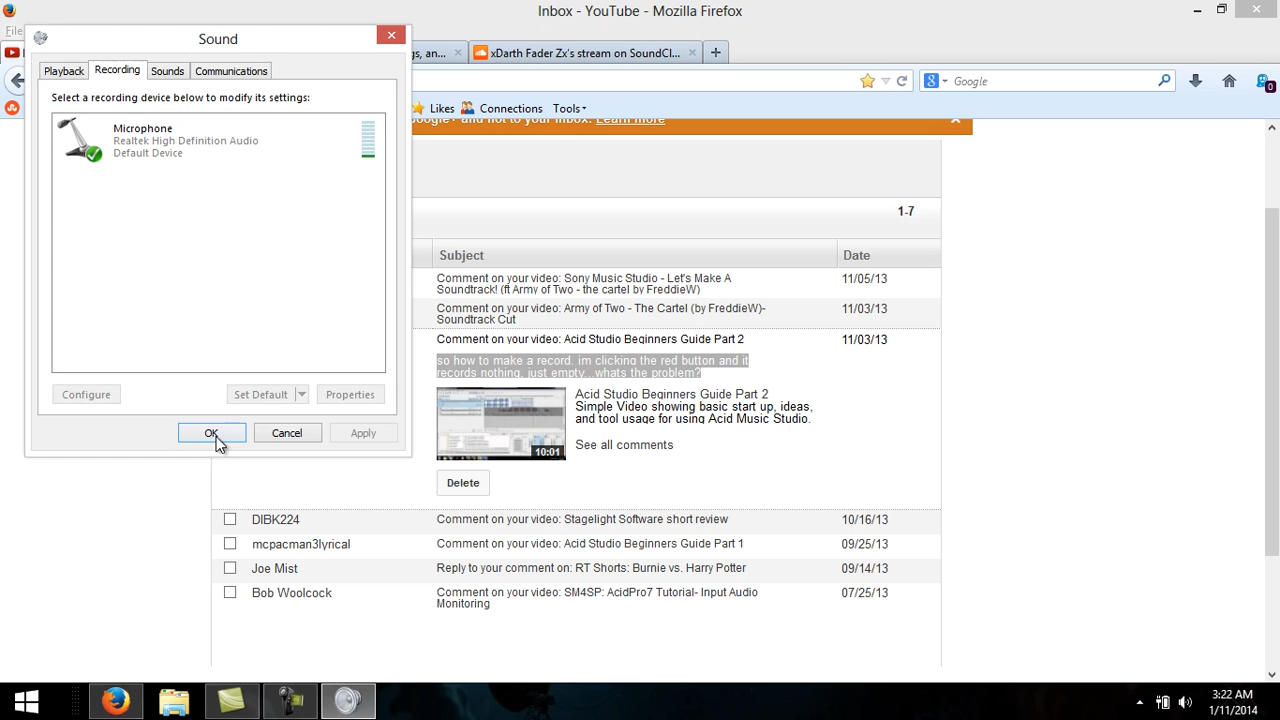 Inbox - YouTube - Mozilla Firefox
File
Sound
gs, an...
xDarth Fader Zx's stream on SoundCl...
Playback
Recording
Sounds
Communications
Google
0
Select a recording device below to modify its settings:
Likes
Connections
Tools
Google+ and not to your inbox. Learn more
Microphone
Realtek High Definition Audio
Default Device
1-7
Subject
Date
Comment on your video: Sony Music Studio - Let's Make A
Soundtrack! (ft Army of Two - the cartel by FreddieW)
11/05/13
Comment on your video: Army of Two - The Cartel (by FreddieW)-
Soundtrack Cut
11/03/13
Comment on your video: Acid Studio Beginners Guide Part 2
11/03/13
so how to make a record. im clicking the red button and it
records nothing, just empty...whats the problem?
Acid Studio Beginners Guide Part 2
Simple Video showing basic start up, ideas,
and tool usage for using Acid Music Studio.
See all comments
10:01
Configure
Set Default
Properties
OK
Cancel
Apply
Delete
DIBK224
Comment on your video: Stagelight Software short review
10/16/13
mcpacman3lyrical
Comment on your video: Acid Studio Beginners Guide Part 1
09/25/13
Joe Mist
Reply to your comment on: RT Shorts: Burnie vs. Harry Potter
09/14/13
Bob Woolcock
Comment on your video: SM4SP: AcidPro7 Tutorial- Input Audio
Monitoring
07/25/13
3:22 AM
1/11/2014